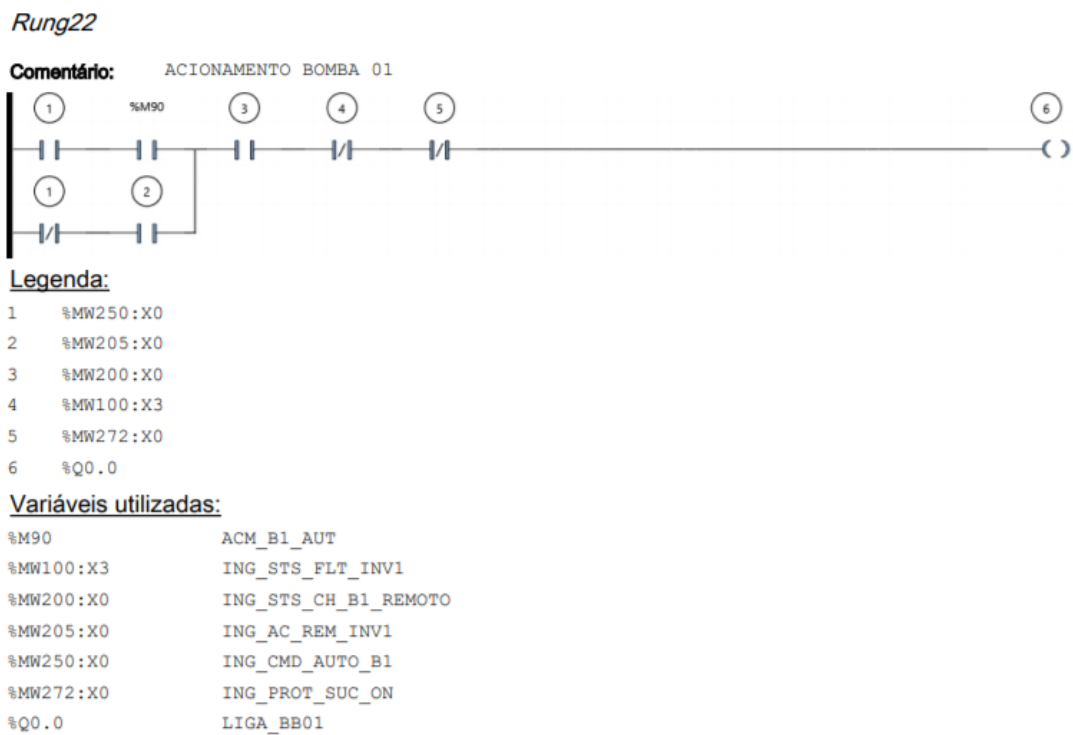 Rung22
Comentário: ACIONAMENTO BOMBA 01
1 %M90 3 4 5 6
1 2
Legenda:
1 %MW250:X0
2 %MW205:X0
3 %MW200:X0
4 %MW100:X3
5 %MW272:X0
6 %Q0.0
Variáveis utilizadas:
%M90 ACM_B1_AUT
%MW100:X3 ING_STS_FLT_INV1
%MW200:X0 ING_STS_CH_B1_REMOTO
%MW205:X0 ING_AC_REM_INV1
%MW250:X0 ING_CMD_AUTO_B1
%MW272:X0 ING_PROT_SUC_ON
%Q0.0 LIGA_BB01